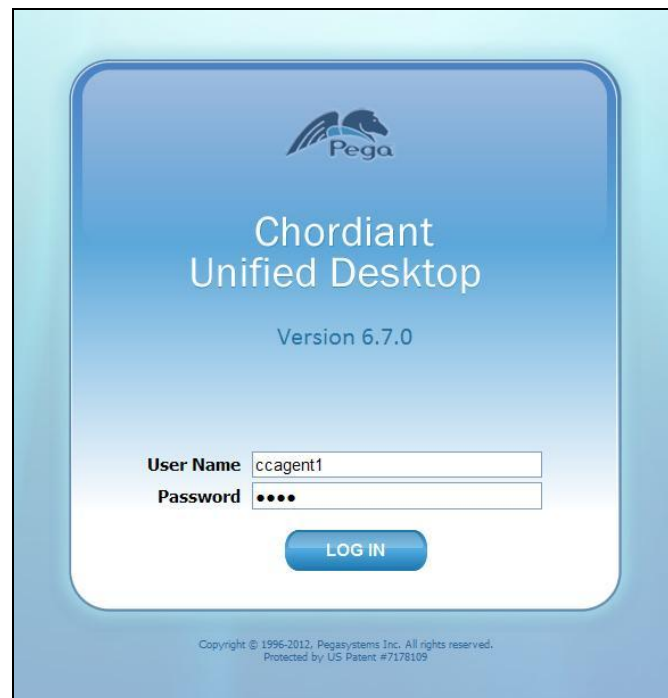 Pega
Chordiant
Unified Desktop
Version 6.7.0
User Name ccagent1
Password ••••
LOG IN
Copyright © 1996-2012, Pegasystems Inc. All rights reserved.
Protected by US Patent #7178109